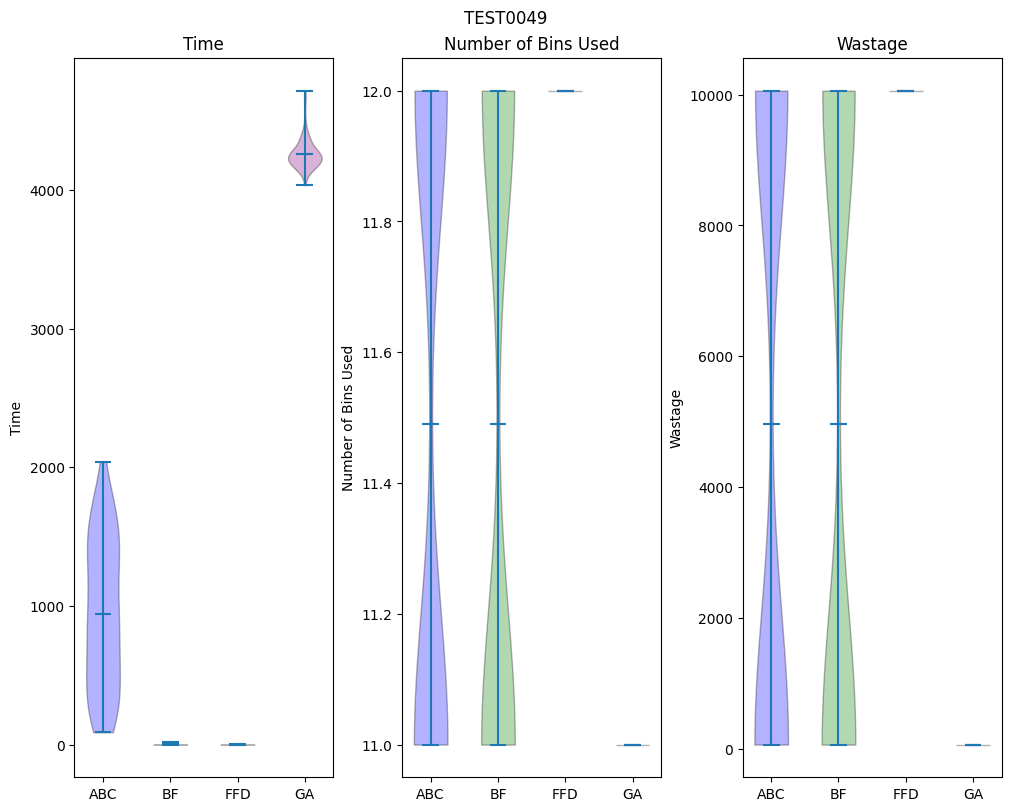 TEST0049
Time
Number of Bins Used
Wastage
Time
4000
3000
2000
1000
0
ABC
BF
FFD
GA
Number of Bins Used
12.0
11.8
11.6
11.4
11.2
11.0
ABC
BF
FFD
GA
Wastage
10000
8000
6000
4000
2000
0
ABC
BF
FFD
GA